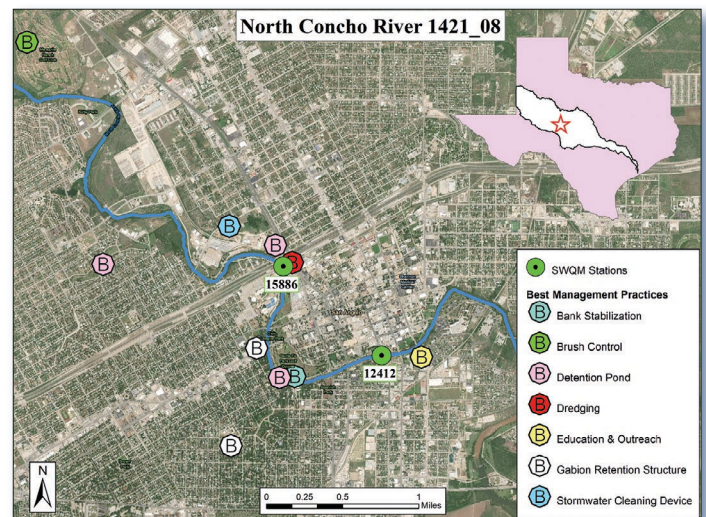 North Concho River 1421_08
B
B
B
B
B
15886
B
B
B
12412
B
B
N
0 0.25 0.5 1
Miles
SWQM Stations
Best Management Practices
B Bank Stabilization
B Brush Control
B Detention Pond
B Dredging
B Education & Outreach
B Gabion Retention Structure
B Stormwater Cleaning Device